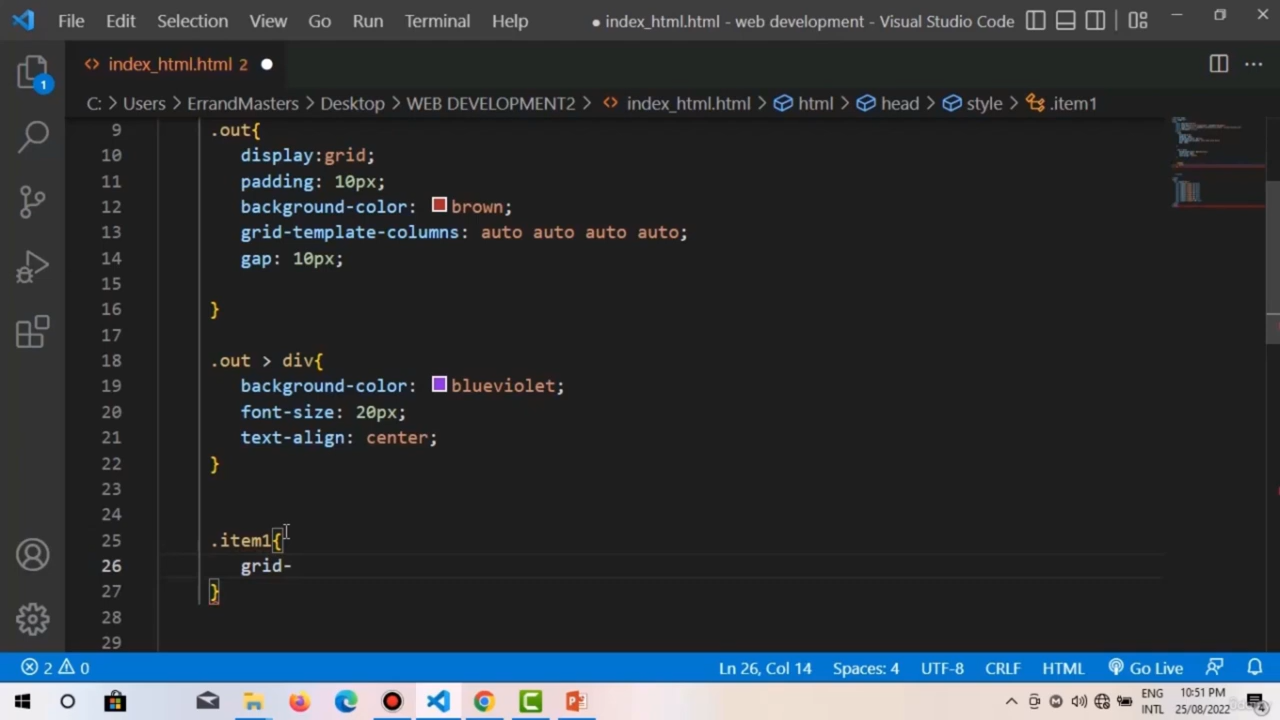 File Edit Selection View Go Run Terminal Help ● index_html.html - web development - Visual Studio Code
<> index_html.html 2 ●
C: > Users > ErrandMasters > Desktop > WEB DEVELOPMENT2 > <> index_html.html > html > head > style > .item1
9 .out{
10 display:grid;
11 padding: 10px;
12 background-color: brown;
13 grid-template-columns: auto auto auto auto;
14 gap: 10px;
15
16 }
17
18 .out > div{
19 background-color: blueviolet;
20 font-size: 20px;
21 text-align: center;
22 }
23
24
25 .item1{
26 grid-
27 }
28
29
1
2 0 Ln 26, Col 14 Spaces: 4 UTF-8 CRLF HTML Go Live
ENG 10:51 PM
INTL 25/08/2022 4